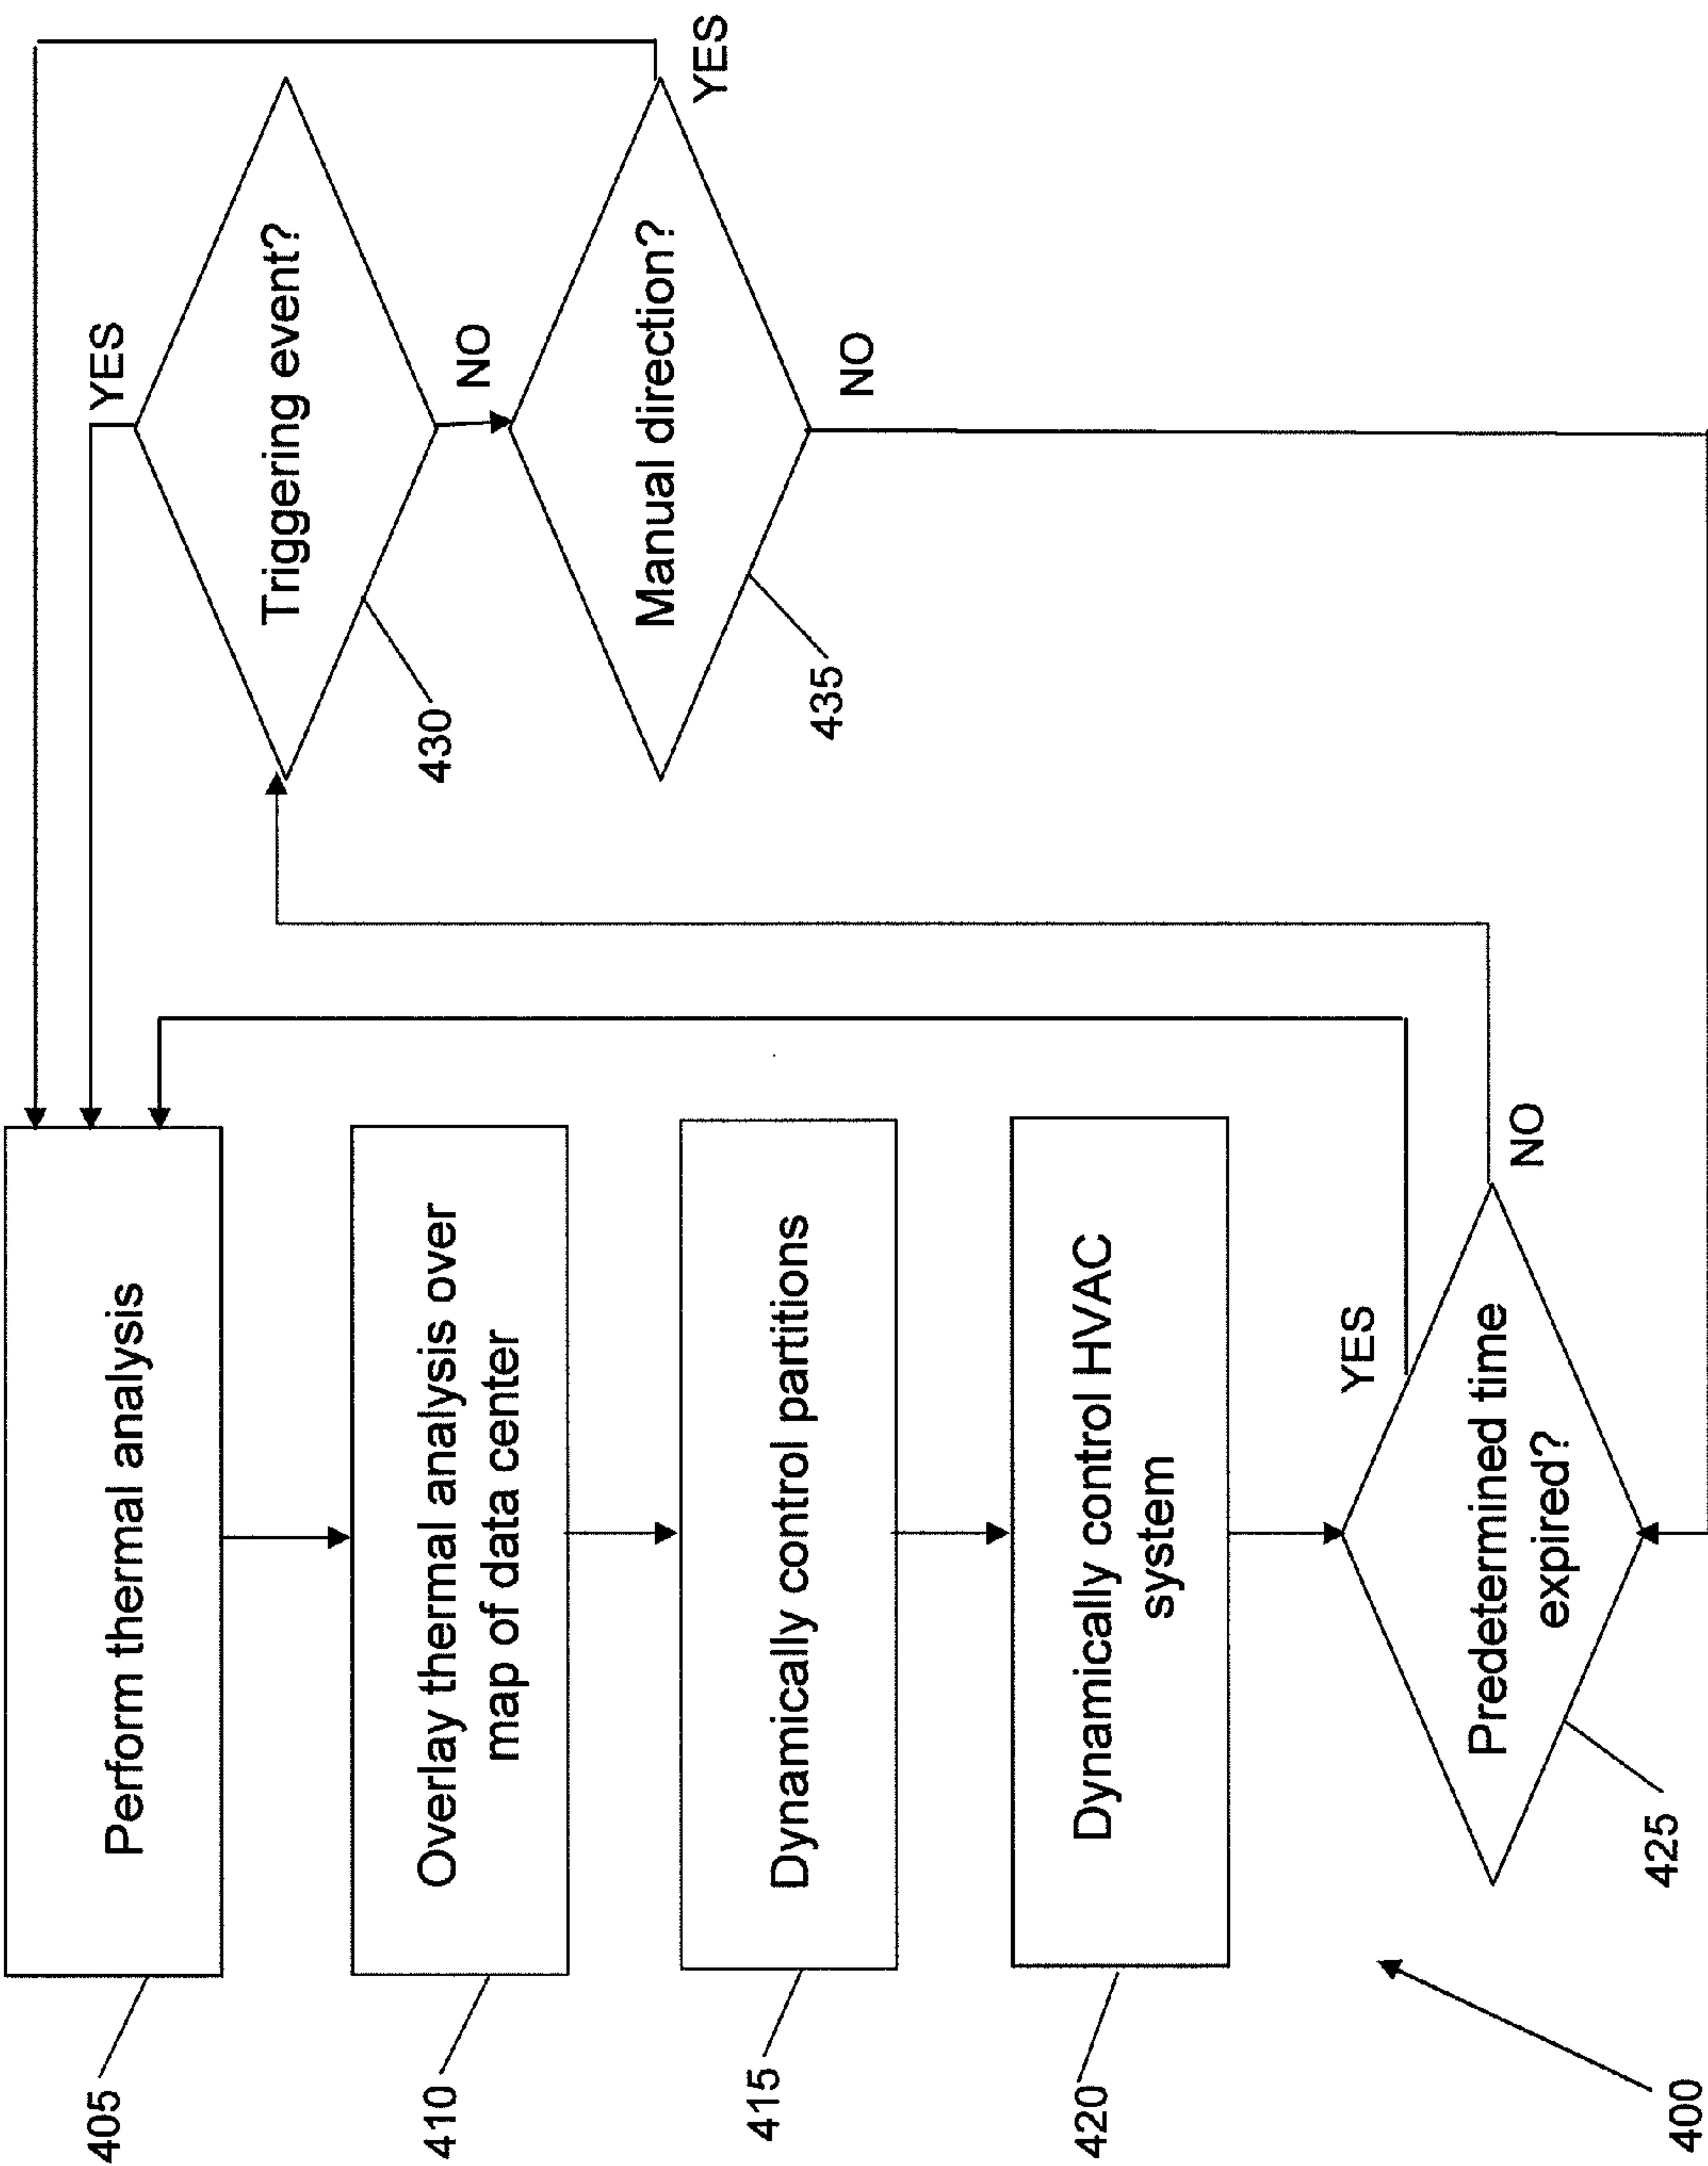 405
Perform thermal analysis
410
Overlay thermal analysis over
map of data center
415
Dynamically control partitions
420
Dynamically control HVAC
system
425
Predetermined time
expired?
YES
NO
400
Triggering event?
YES
NO
430
Manual direction?
YES
NO
435